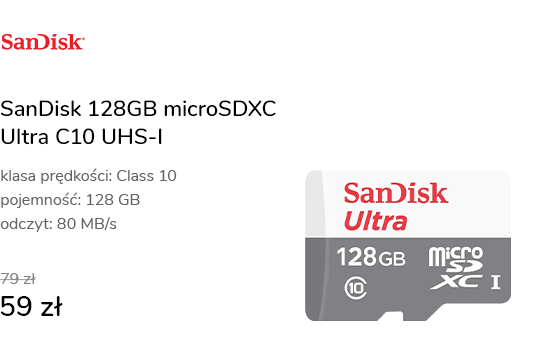 SanDisk
SanDisk 128GB microSDXC
Ultra C10 UHS-I
klasa prędkości: Class 10
pojemność: 128 GB
odczyt: 80 MB/s
79 zł
59 zł
SanDisk
Ultra
128GB
micro
SD
XC I
10